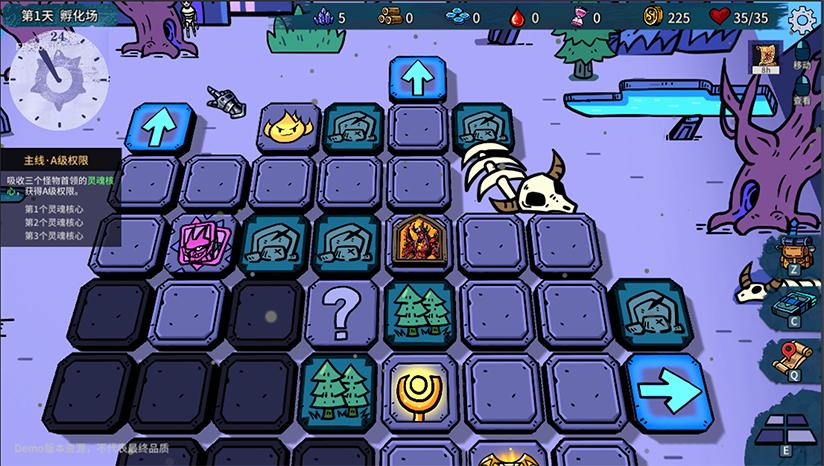 第1天 孵化场
5
0
0
0
0
225
35/35
24
8h
移动
查看
主线·A级权限
吸收三个怪物首领的灵魂核
心，获得A级权限。
第1个灵魂核心
第2个灵魂核心
第3个灵魂核心
?
Z
C
Q
E
Demo版本资源，不代表最终品质